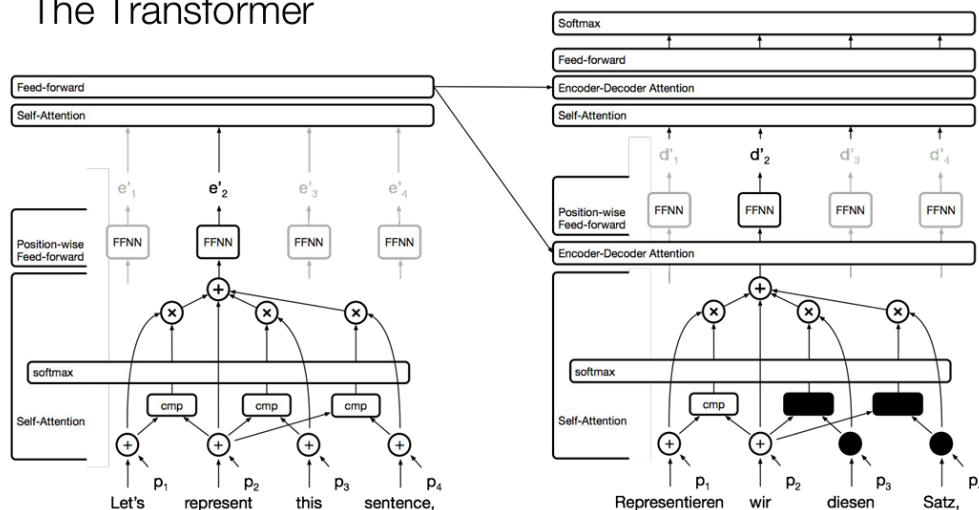 The Transformer
Feed-forward
Self-Attention
e'1 e'2 e'3 e'4
FFNN FFNN FFNN FFNN
Position-wise
Feed-forward
softmax
cmp cmp cmp
Self-Attention
p1 p2 p3 p4
Let's represent this sentence,
Softmax
Feed-forward
Encoder-Decoder Attention
Self-Attention
d'1 d'2 d'3 d'4
FFNN FFNN FFNN FFNN
Position-wise
Feed-forward
Encoder-Decoder Attention
softmax
cmp
Self-Attention
p1 p2 p3
Representieren wir diesen Satz,